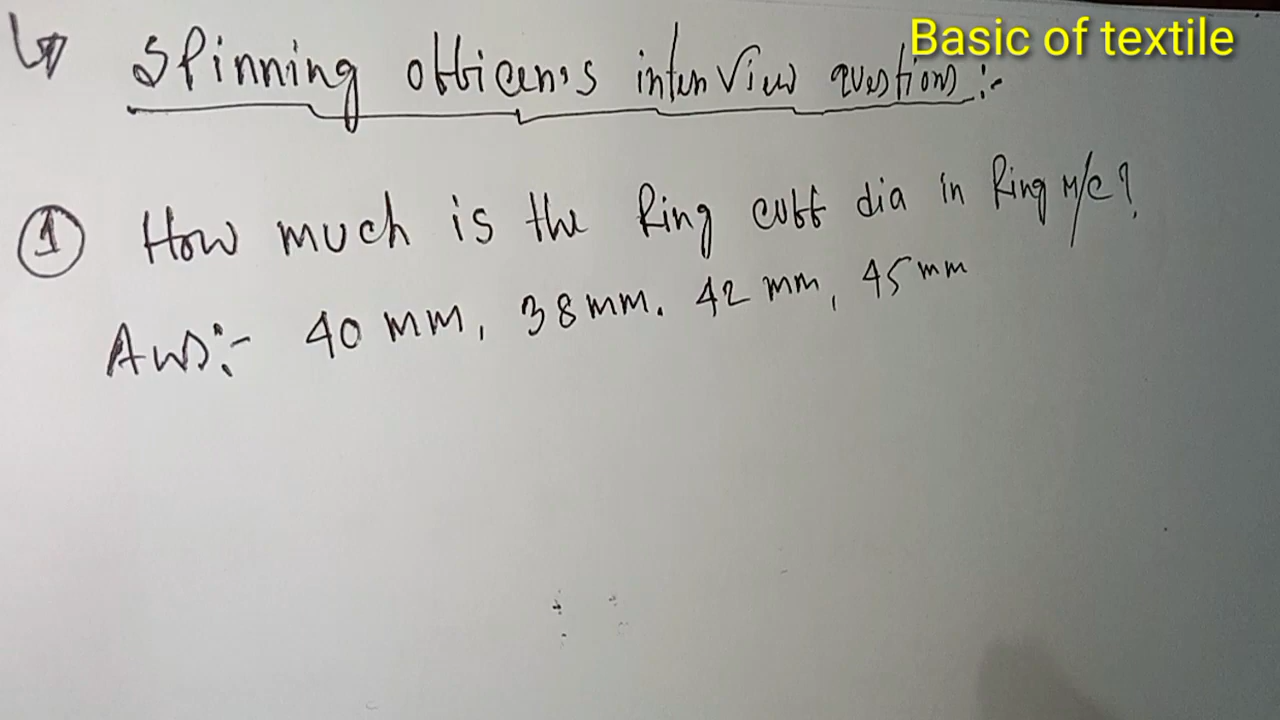 Basic of textile
Spinning officer's interview questions:-
① How much is the Ring cuff dia in Ring M/C?
Ans:- 40 mm, 38 mm. 42 mm, 45 mm